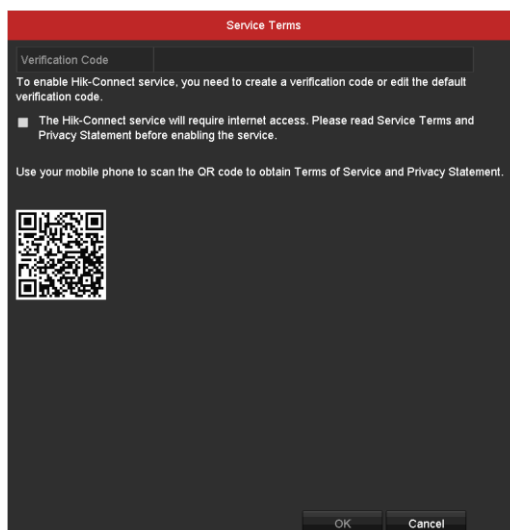 Service Terms
Verification Code
To enable Hik-Connect service, you need to create a verification code or edit the default
verification code.
The Hik-Connect service will require internet access. Please read Service Terms and
Privacy Statement before enabling the service.
Use your mobile phone to scan the QR code to obtain Terms of Service and Privacy Statement.
OK Cancel